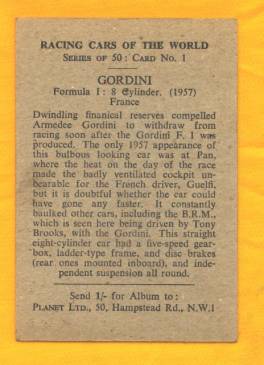 RACING CARS OF THE WORLD
SERIES OF 50: CARD NO. 1
GORDINI
Formula I: 8 Cylinder. (1957)
France
Dwindling finanical reserves compelled
Armedee Gordini to withdraw from
racing soon after the Gordini F. 1 was
produced. The only 1957 appearance of
this bulbous looking car was at Pau,
where the heat on the day of the race
made the badly ventilated cockpit un-
bearable for the French driver, Guelfi,
but it is doubtful whether the car could
have gone any faster. It constantly
baulked other cars, including the B.R.M.,
which is seen here being driven by Tony
Brooks, with the Gordini. This straight
eight-cylinder car had a five-speed gear-
box, ladder-type frame, and disc brakes
(rear ones mounted inboard), and inde-
pendent suspension all round.
Send 1/- for Album to:
PLANET LTD., 50, Hampstead Rd., N.W.1